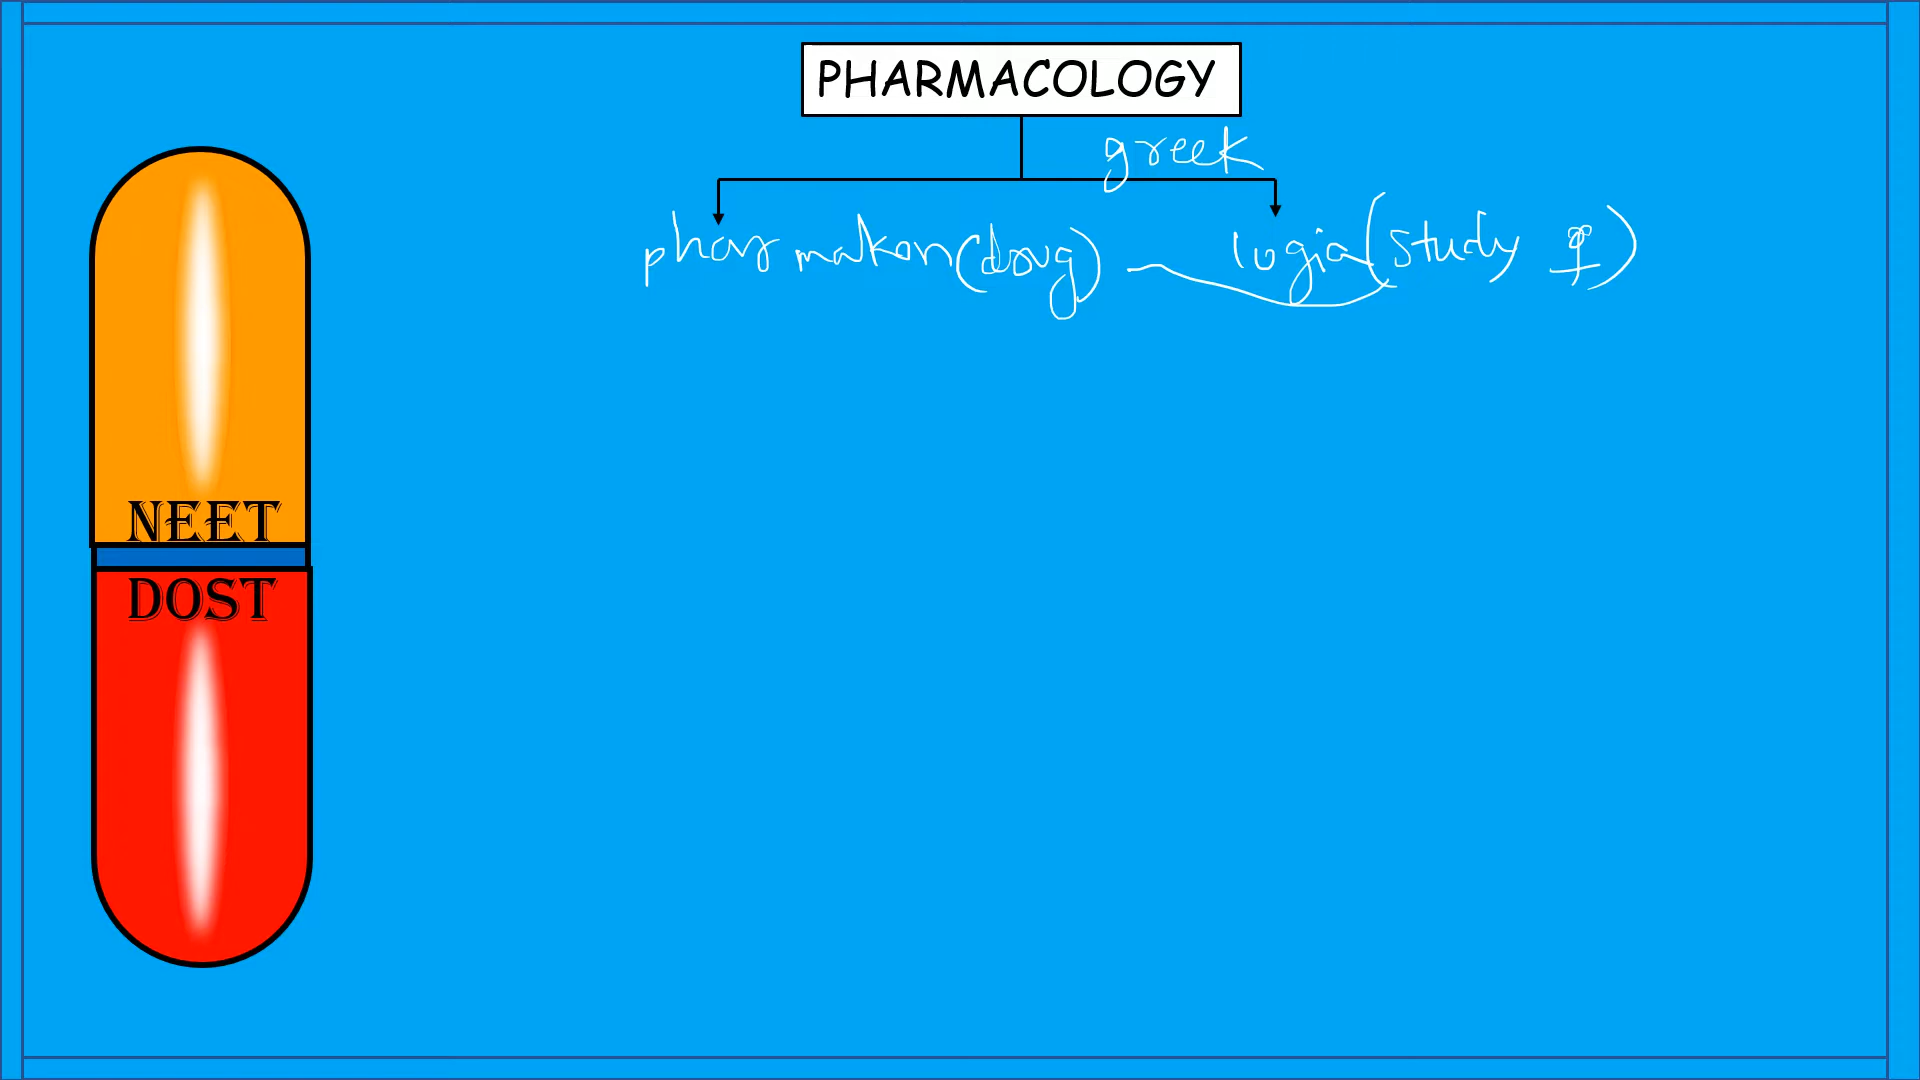 PHARMACOLOGY
greek
pharmakon (drug) logia (study of)
NEET
DOST